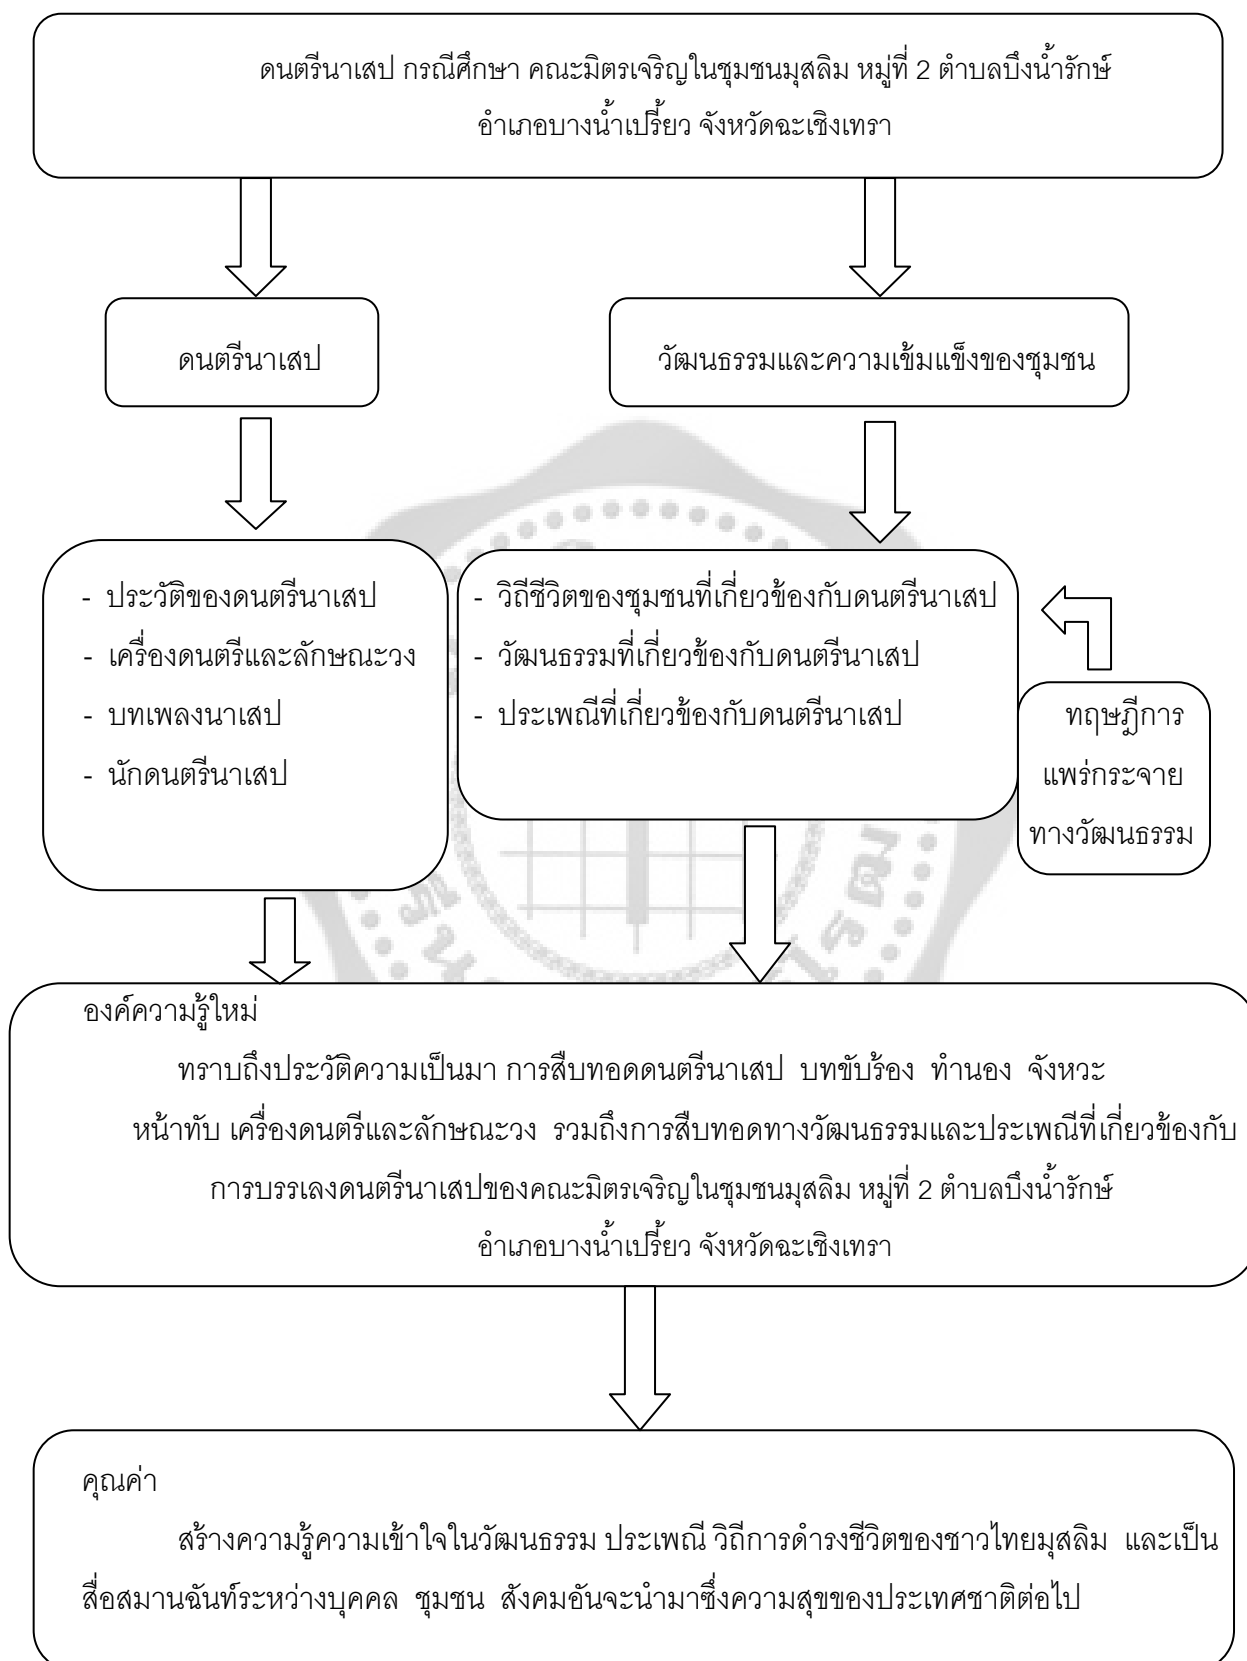 ดนตรีนาเสป กรณีศึกษา คณะมิตรเจริญในชุมชนมุสลิม หมู่ที่ 2 ตำบลบึงน้ำรักษ์
อำเภอบางน้ำเปรี้ยว จังหวัดฉะเชิงเทรา
ดนตรีนาเสป
วัฒนธรรมและความเข้มแข็งของชุมชน
- ประวัติของดนตรีนาเสป
- เครื่องดนตรีและลักษณะวง
- บทเพลงนาเสป
- นักดนตรีนาเสป
- วิถีชีวิตของชุมชนที่เกี่ยวข้องกับดนตรีนาเสป
- วัฒนธรรมที่เกี่ยวข้องกับดนตรีนาเสป
- ประเพณีที่เกี่ยวข้องกับดนตรีนาเสป
ทฤษฎีการ
แพร่กระจาย
ทางวัฒนธรรม
องค์ความรู้ใหม่
ทราบถึงประวัติความเป็นมา การสืบทอดดนตรีนาเสป บทขับร้อง ทำนอง จังหวะ
หน้าทับ เครื่องดนตรีและลักษณะวง รวมถึงการสืบทอดทางวัฒนธรรมและประเพณีที่เกี่ยวข้องกับ
การบรรเลงดนตรีนาเสปของคณะมิตรเจริญในชุมชนมุสลิม หมู่ที่ 2 ตำบลบึงน้ำรักษ์
อำเภอบางน้ำเปรี้ยว จังหวัดฉะเชิงเทรา
คุณค่า
สร้างความรู้ความเข้าใจในวัฒนธรรม ประเพณี วิถีการดำรงชีวิตของชาวไทยมุสลิม และเป็น
สื่อสมานฉันท์ระหว่างบุคคล ชุมชน สังคมอันจะนำมาซึ่งความสุขของประเทศชาติต่อไป